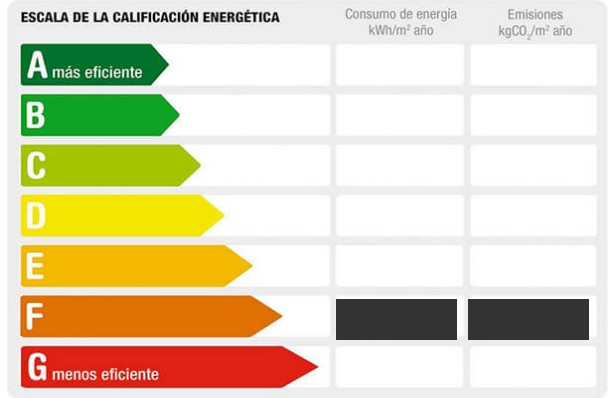 ESCALA DE LA CALIFICACIÓN ENERGÉTICA
Consumo de energía
kWh/m² año
Emisiones
kgCO₂/m² año
A más eficiente
B
C
D
E
F
G menos eficiente